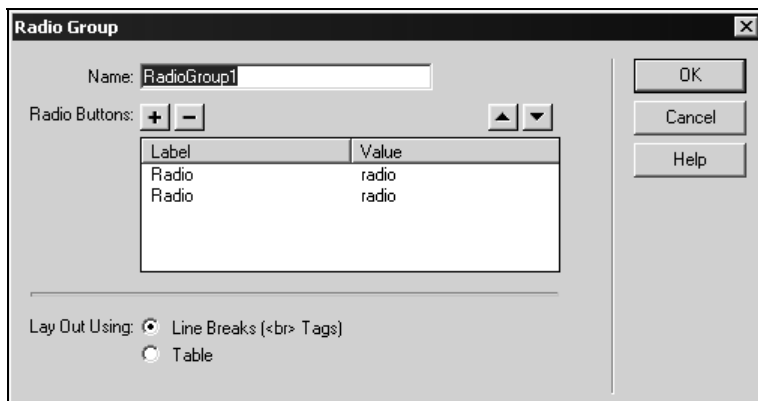 Radio Group
Name: RadioGroup1
OK
Radio Buttons: + −
Cancel
Label Value
Help
Radio radio
Radio radio
Lay Out Using: Line Breaks (<br> Tags)
Table